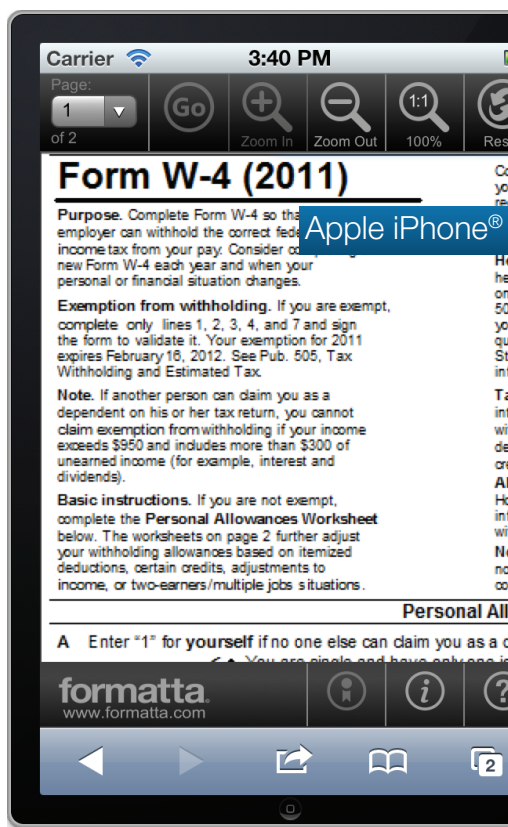 Carrier 3:40 PM
Page:
1
of 2
Go
Zoom In
Zoom Out
1:1
100%
Res
Form W-4 (2011)
Purpose. Complete Form W-4 so tha
employer can withhold the correct fede
income tax from your pay. Consider co
new Form W-4 each year and when your
personal or financial situation changes.
Apple iPhone®
Exemption from withholding. If you are exempt,
complete only lines 1, 2, 3, 4, and 7 and sign
the form to validate it. Your exemption for 2011
expires February 16, 2012. See Pub. 505, Tax
Withholding and Estimated Tax.
Note. If another person can claim you as a
dependent on his or her tax return, you cannot
claim exemption from withholding if your income
exceeds $950 and includes more than $300 of
unearned income (for example, interest and
dividends).
Basic instructions. If you are not exempt,
complete the Personal Allowances Worksheet
below. The worksheets on page 2 further adjust
your withholding allowances based on itemized
deductions, certain credits, adjustments to
income, or two-earners/multiple jobs situations.
Personal All
A Enter “1” for yourself if no one else can claim you as a d
formatta.
www.formatta.com
i
?
2